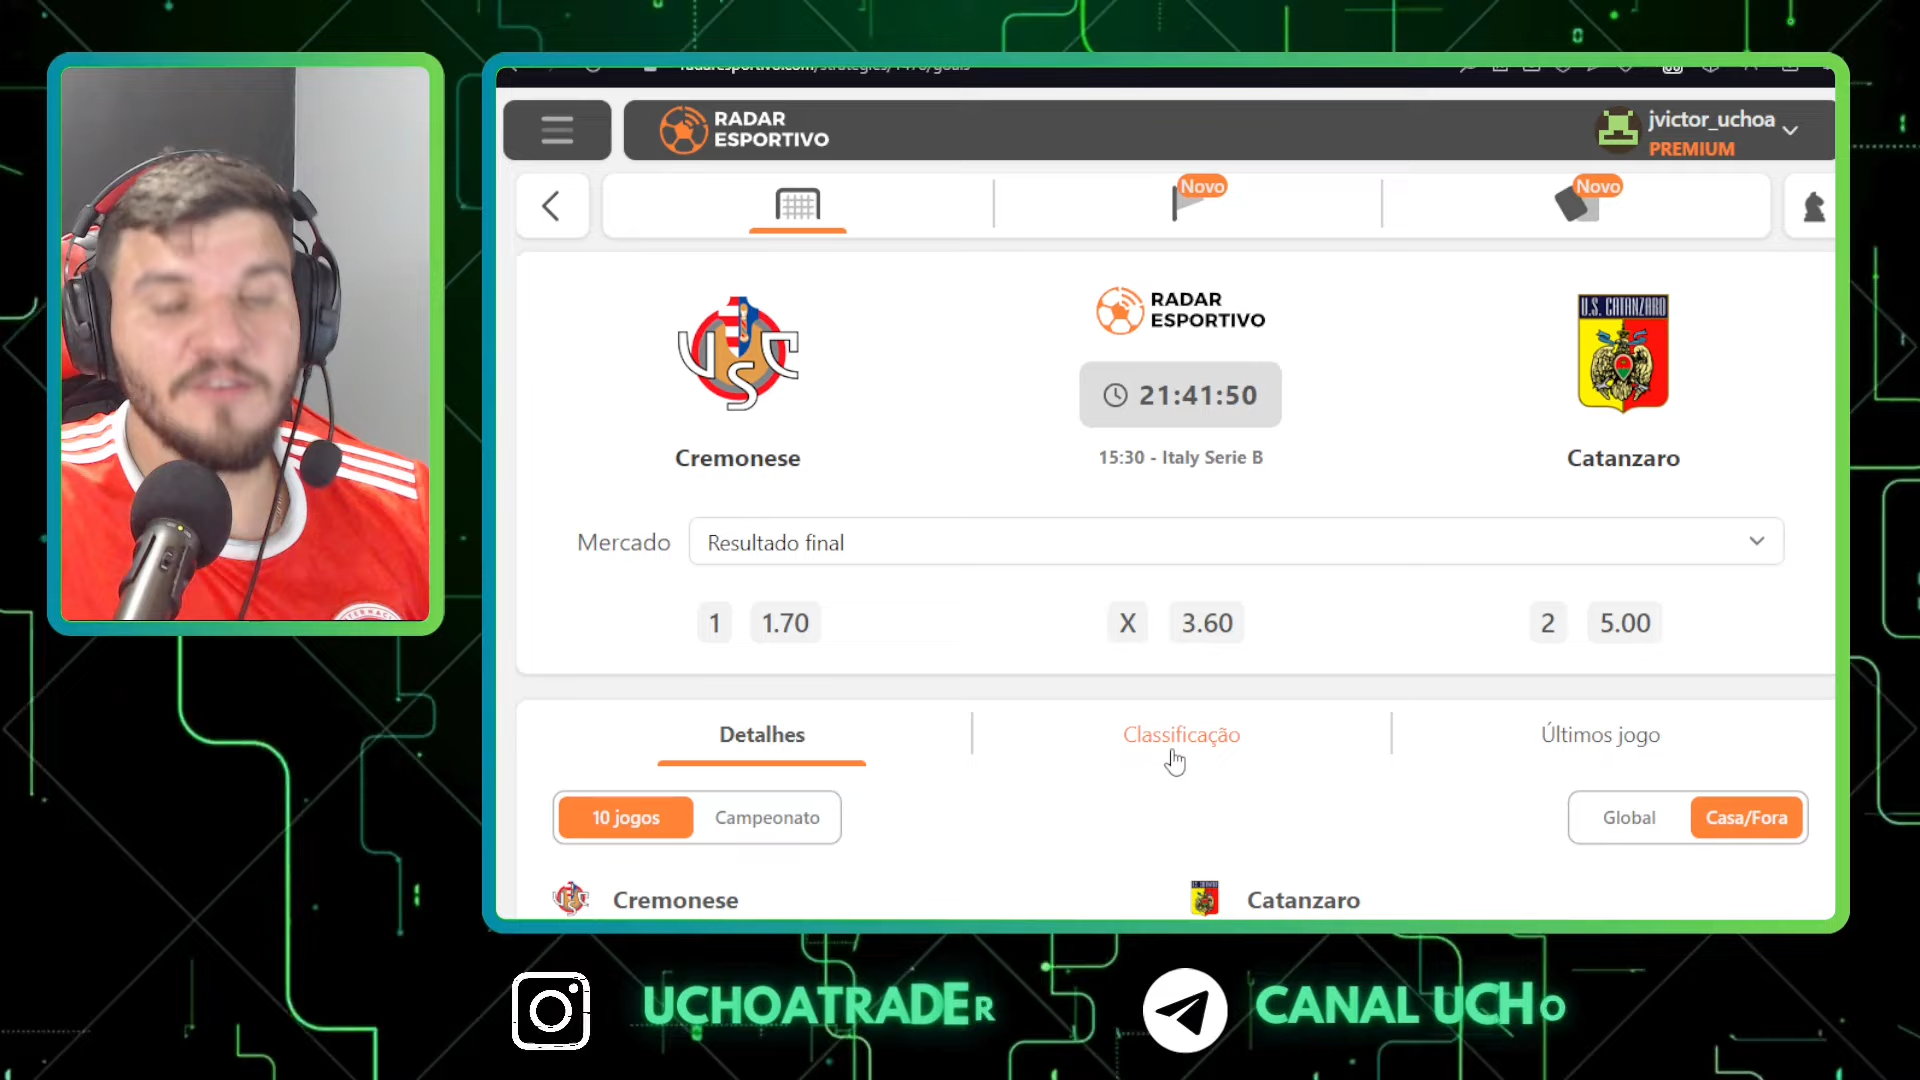 RADAR
ESPORTIVO
jvictor_uchoa
PREMIUM
Novo
Novo
RADAR
ESPORTIVO
U.S. CATANZARO
21:41:50
Cremonese
15:30 - Italy Serie B
Catanzaro
Mercado
Resultado final
1 1.70
X 3.60
2 5.00
Detalhes
Classificação
Últimos jogo
10 jogos
Campeonato
Global
Casa/Fora
Cremonese
Catanzaro
UCHOATRADER
CANAL UCHO